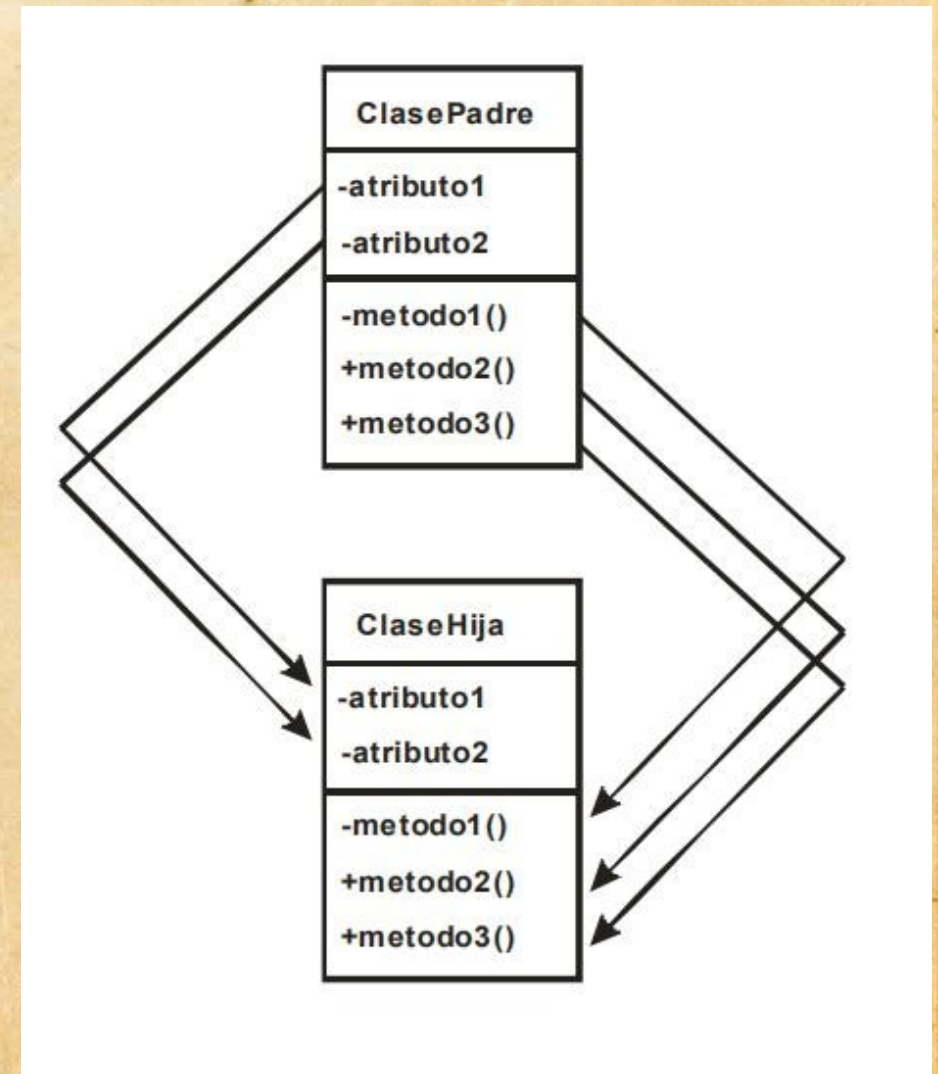 ClasePadre
-atributo1
-atributo2
-metodo1()
+metodo2()
+metodo3()
ClaseHija
-atributo1
-atributo2
-metodo1()
+metodo2()
+metodo3()